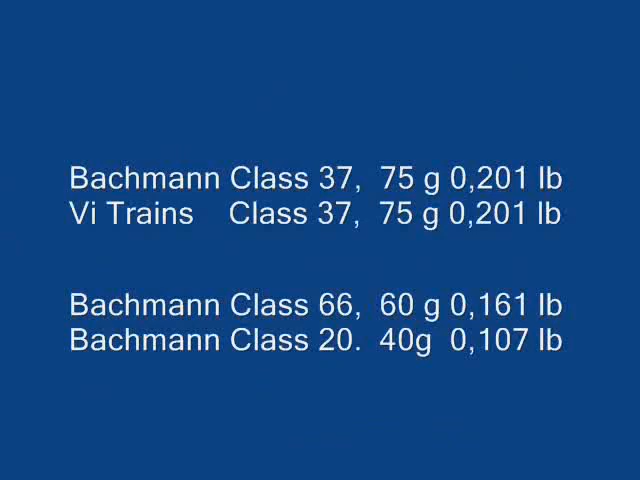 Bachmann Class 37, 75 g 0,201 lb
Vi Trains Class 37, 75 g 0,201 lb
Bachmann Class 66, 60 g 0,161 lb
Bachmann Class 20. 40g 0,107 lb